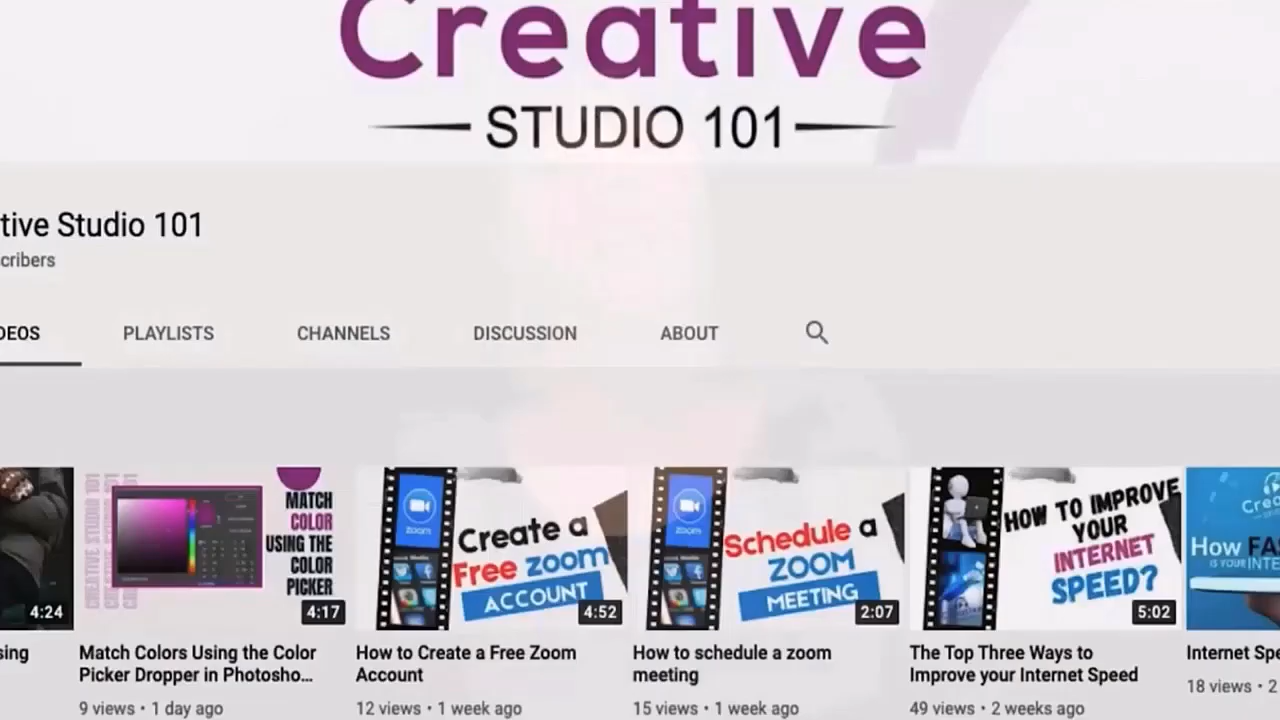 Creative
STUDIO 101
tive Studio 101
cribers
DEOS
PLAYLISTS
CHANNELS
DISCUSSION
ABOUT
CREATIVE STUDIO 101
MATCH
COLOR
USING THE
COLOR
PICKER
zoom
Create a
Free zoom
ACCOUNT
zoom
Schedule a
ZOOM
MEETING
HOW TO IMPROVE
YOUR
INTERNET
SPEED?
Crea
How FAS
IS YOUR INTE
4:24
4:17
4:52
2:07
5:02
sing
Match Colors Using the Color
Picker Dropper in Photosho...
9 views • 1 day ago
How to Create a Free Zoom
Account
12 views • 1 week ago
How to schedule a zoom
meeting
15 views • 1 week ago
The Top Three Ways to
Improve your Internet Speed
49 views • 2 weeks ago
Internet Spe
18 views • 2